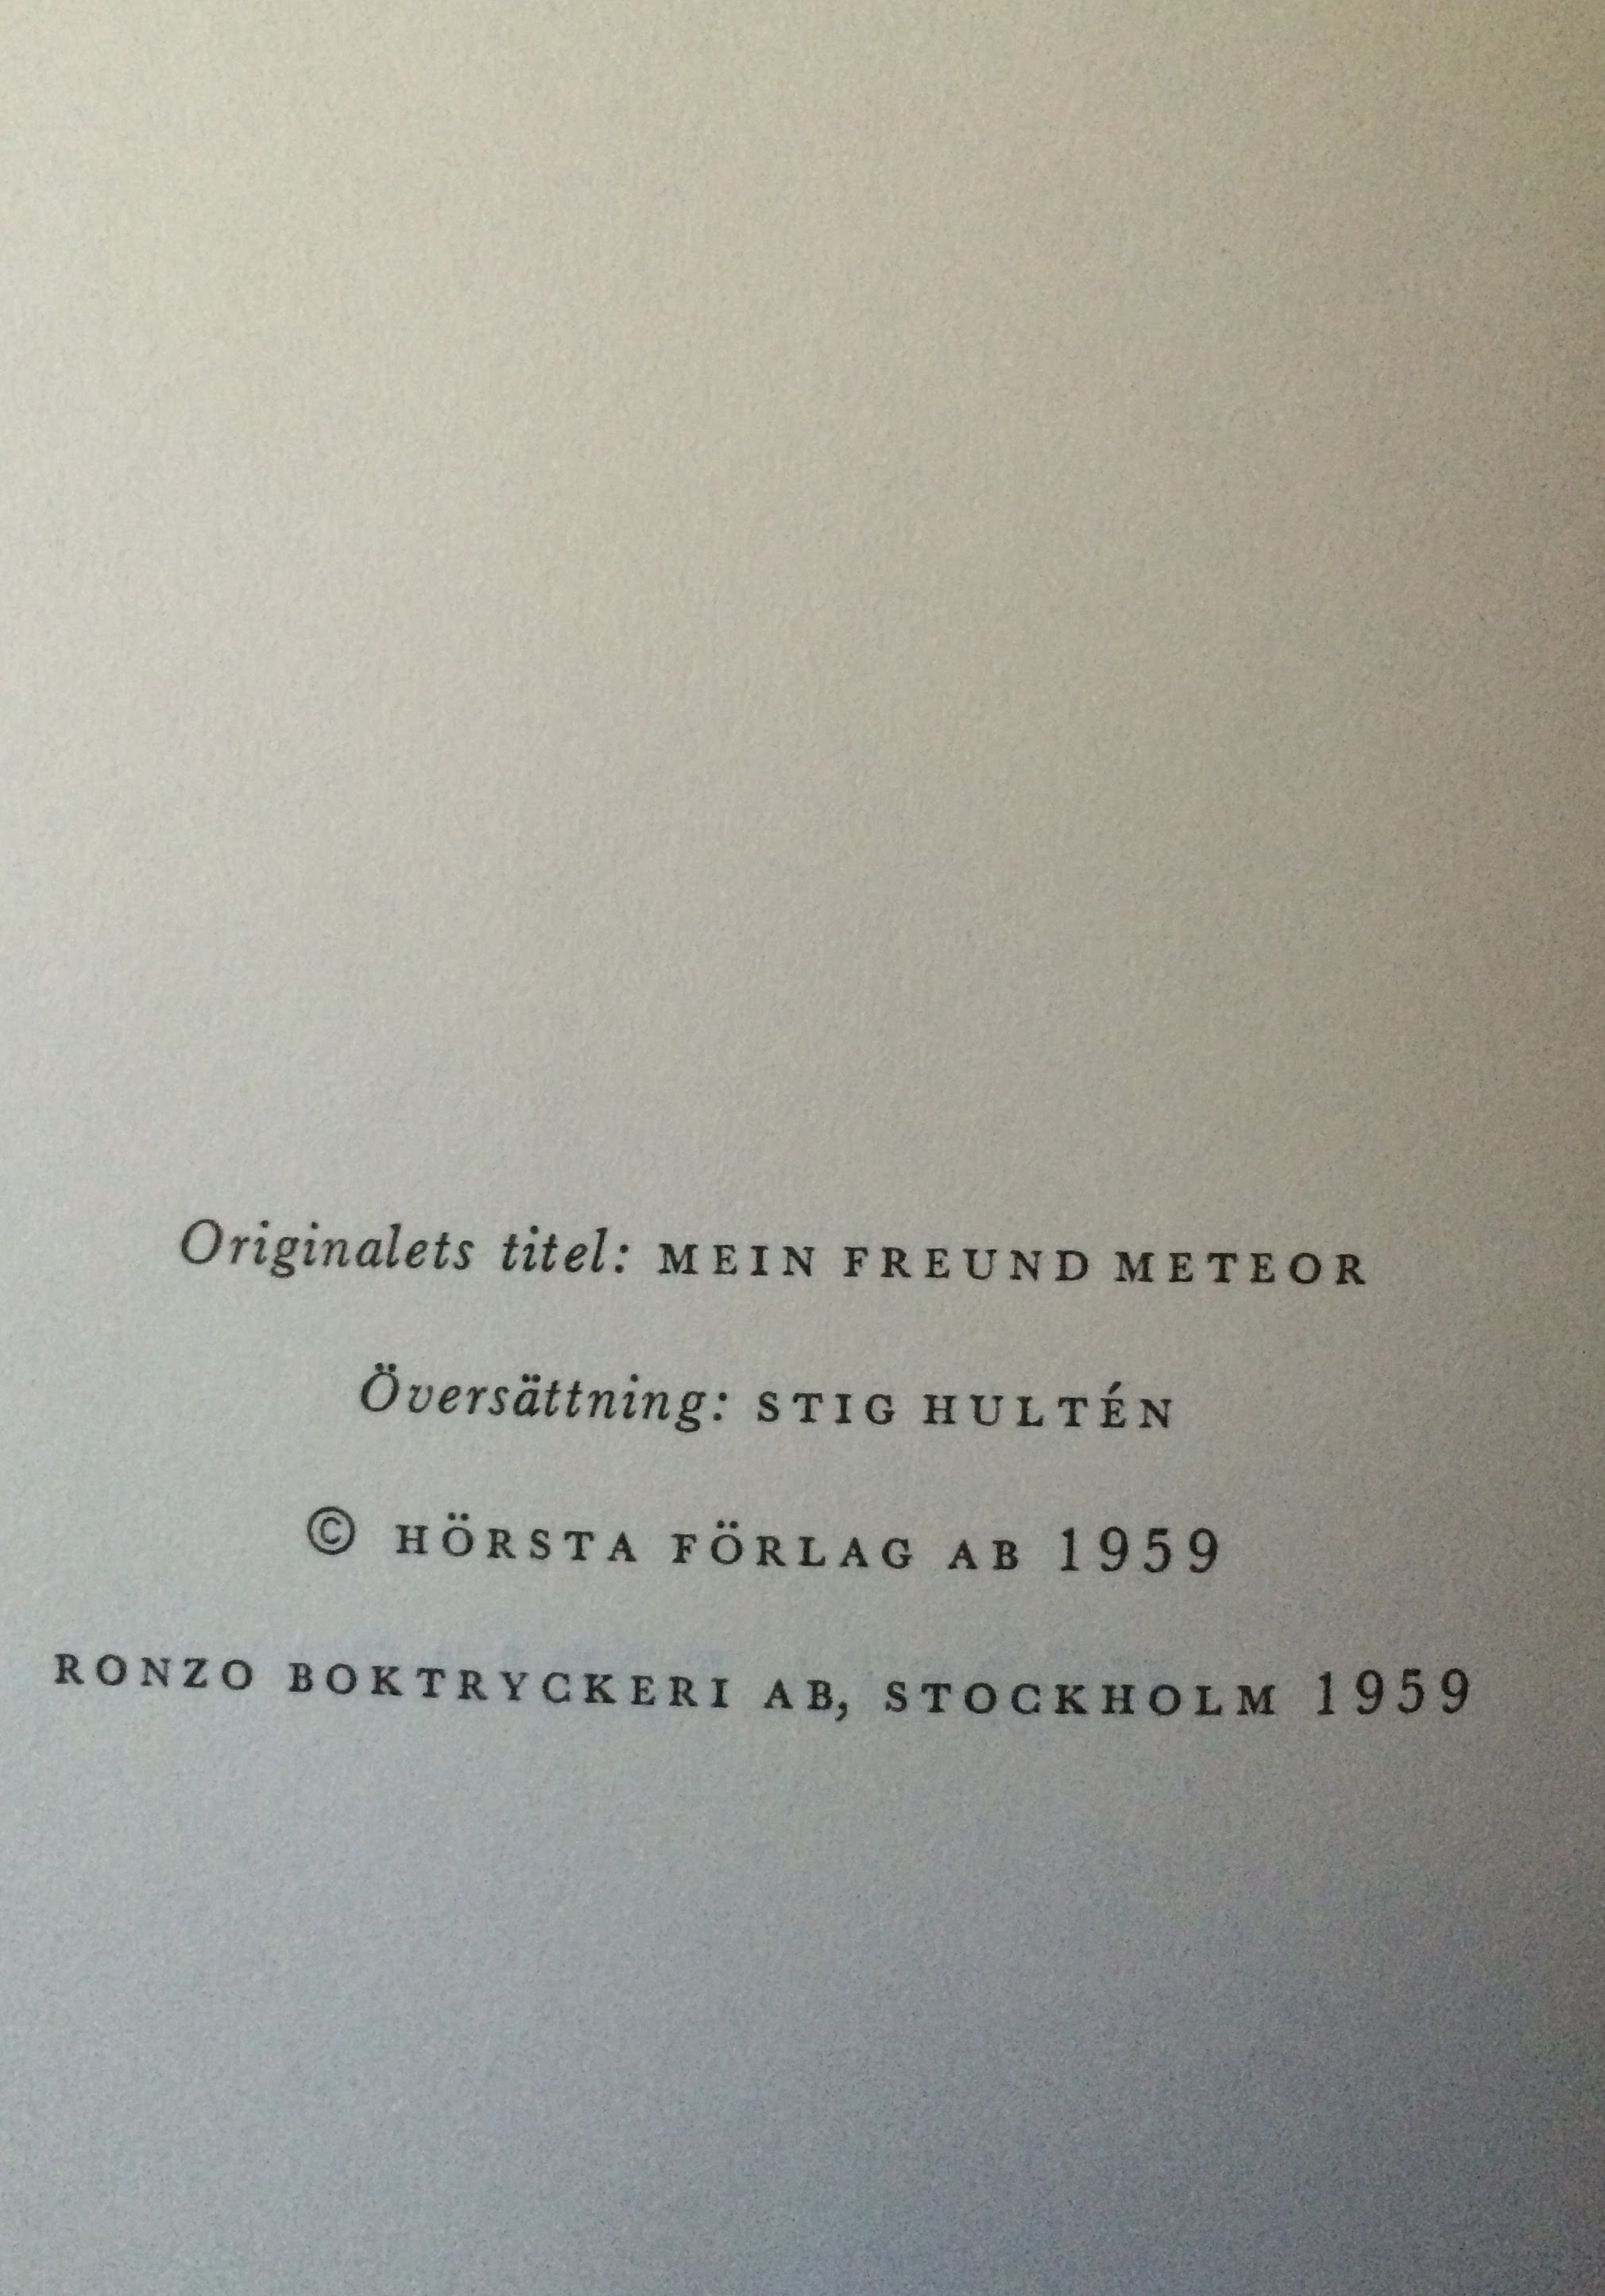 Originalets titel: MEIN FREUND METEOR
Översättning: STIG HULTÉN
© HÖRSTA FÖRLAG AB 1959
RONZO BOKTRYCKERI AB, STOCKHOLM 1959